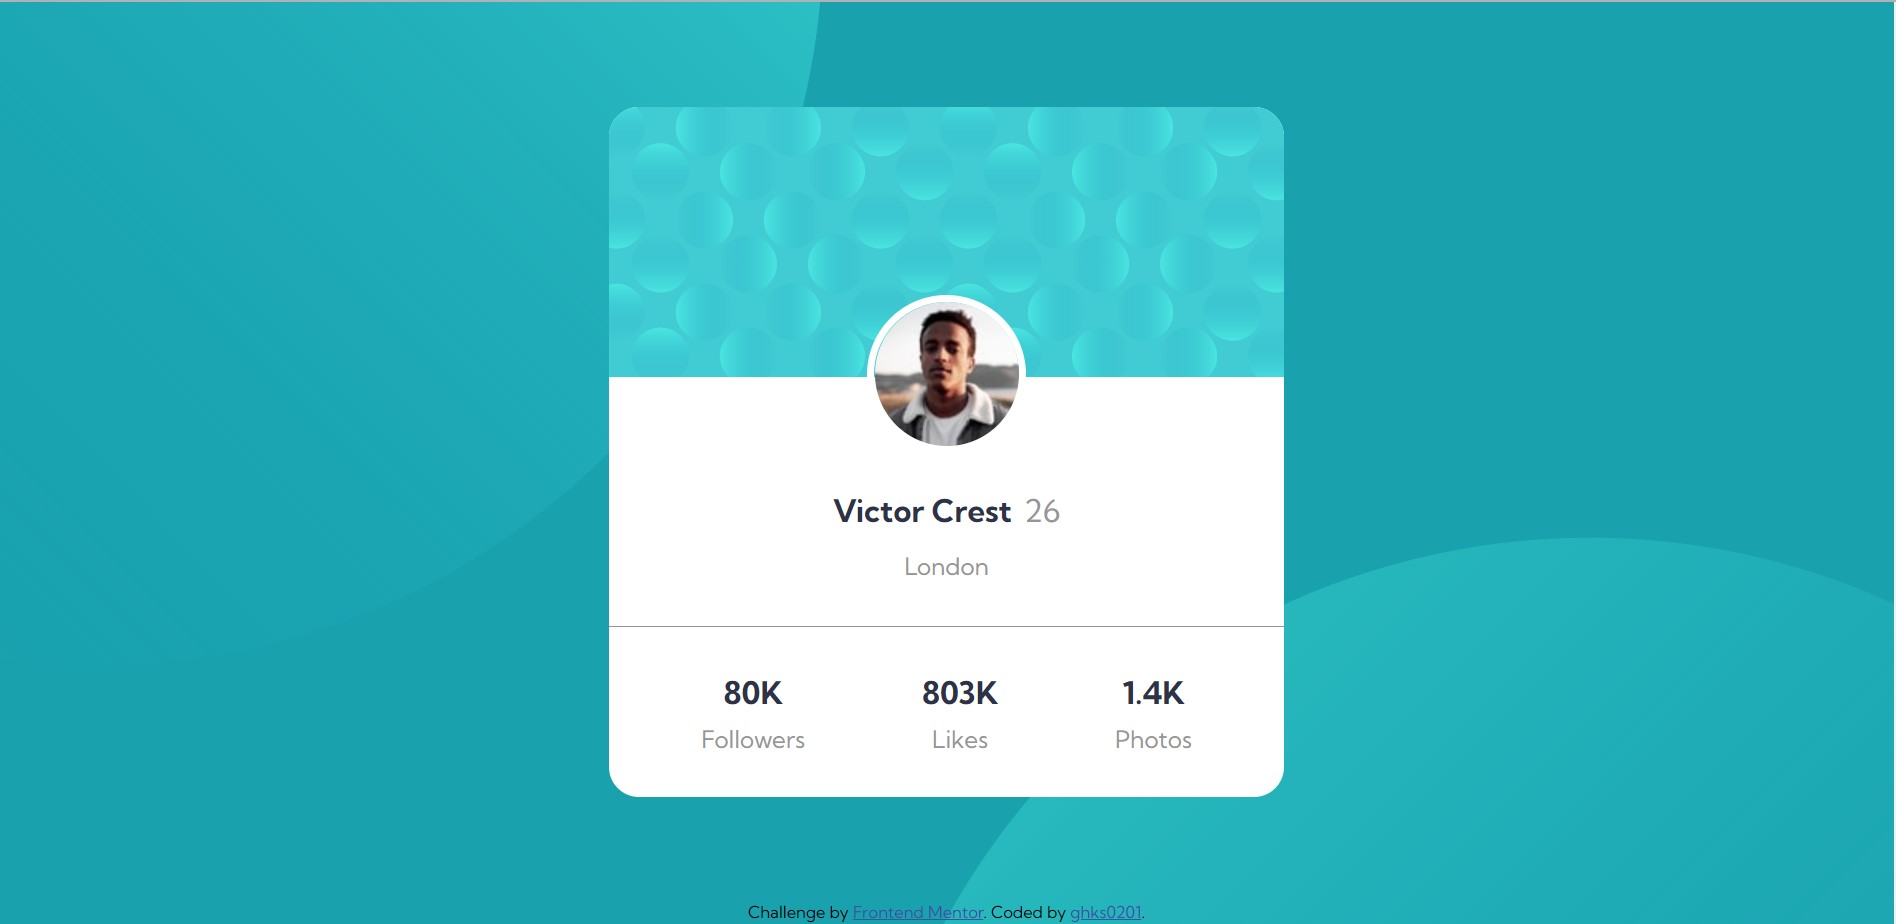 Victor Crest 26
London
80K 803K 1.4K
Followers Likes Photos
Challenge by Frontend Mentor. Coded by ghks0201.